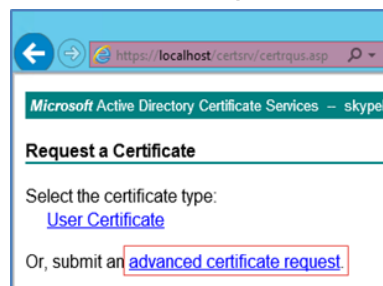 https://localhost/certsrv/certrqus.asp
Microsoft Active Directory Certificate Services -- skype
Request a Certificate
Select the certificate type:
User Certificate
Or, submit an advanced certificate request.